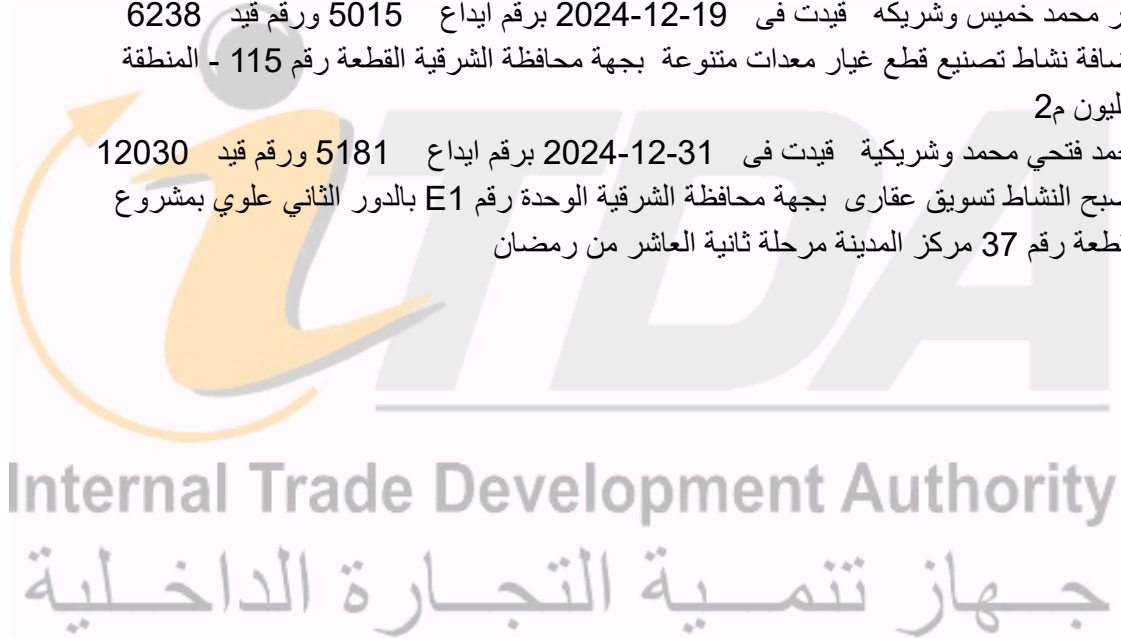 محمد خميس وشريكه قيدت فى 19-12-2024 برقم ايداع 5015 ورقم قيد 6238
نشاط تصنيع قطع غيار معدات متنوعة بجهة محافظة الشرقية القطعة رقم 115 - المنطقة
م2
فتحي محمد وشريكية قيدت فى 31-12-2024 برقم ايداع 5181 ورقم قيد 12030
النشاط تسويق عقارى بجهة محافظة الشرقية الوحدة رقم E1 بالدور الثاني علوي بمشروع
رقم 37 مركز المدينة مرحلة ثانية العاشر من رمضان
iTDA
Internal Trade Development Authority
جهاز تنمية التجارة الداخلية